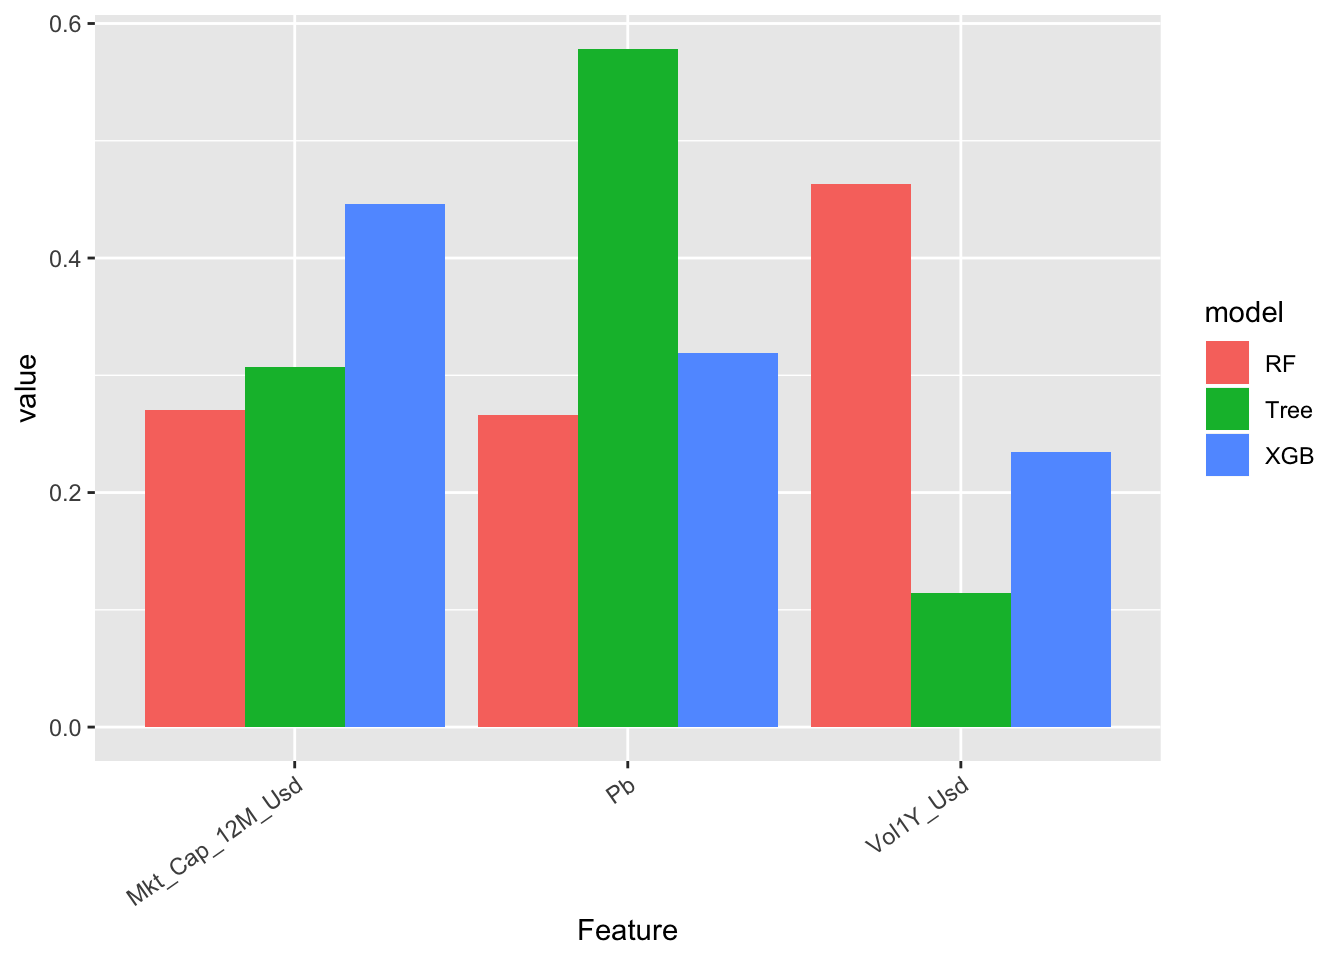 0.6
0.4
0.2
0.0
value
Mkt_Cap_12M_Usd
Pb
Vol1Y_Usd
Feature
model
RF
Tree
XGB